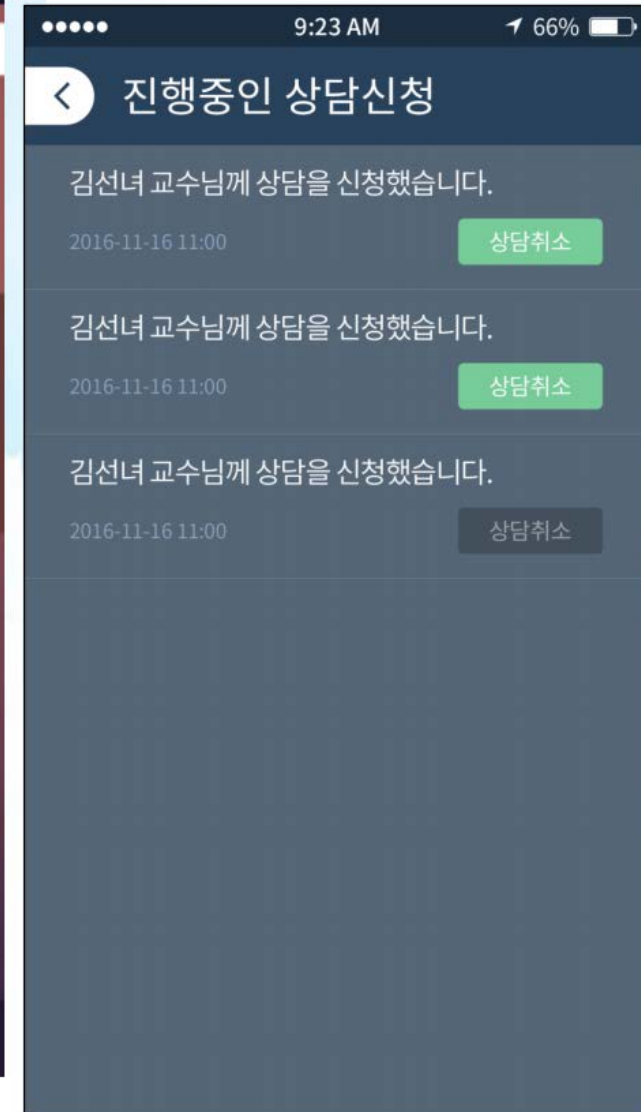 9:23 AM 66%
진행중인 상담신청
김선녀 교수님께 상담을 신청했습니다.
2016-11-16 11:00 상담취소
김선녀 교수님께 상담을 신청했습니다.
2016-11-16 11:00 상담취소
김선녀 교수님께 상담을 신청했습니다.
2016-11-16 11:00 상담취소